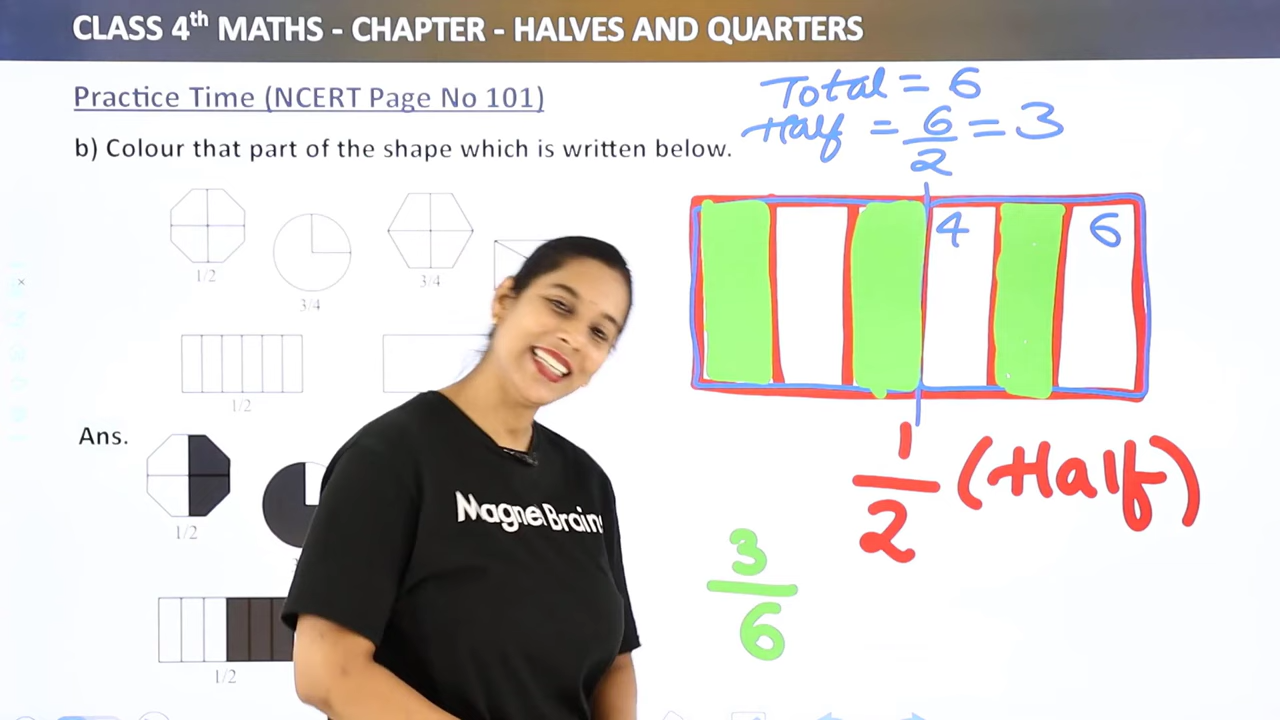 CLASS 4th MATHS - CHAPTER - HALVES AND QUARTERS
Practice Time (NCERT Page No 101)
b) Colour that part of the shape which is written below.
1/2
3/4
3/4
1/2
Ans.
1/2
1/2
Total = 6
Half = 6/2 = 3
4
6
1/2 (Half)
3/6
Magnet Brains